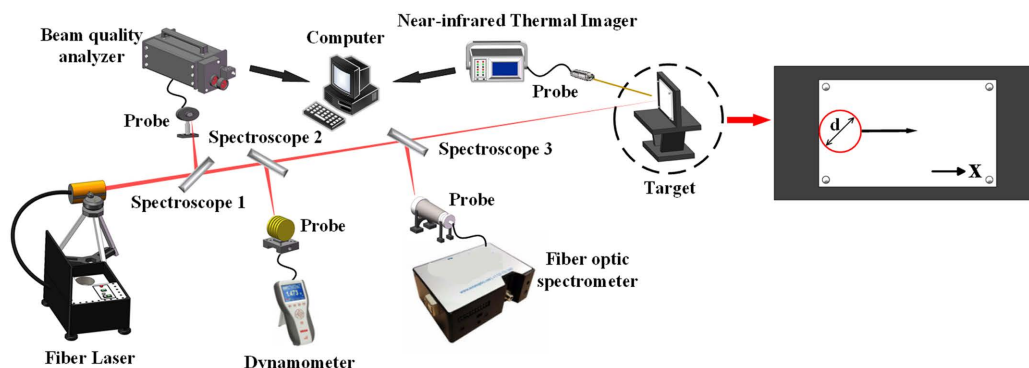 Near-infrared Thermal Imager
Beam quality
analyzer
Computer
Probe
Probe
Spectroscope 2
Spectroscope 3
d
X
Target
Spectroscope 1
Probe
Probe
Fiber optic
spectrometer
Fiber Laser
Dynamometer